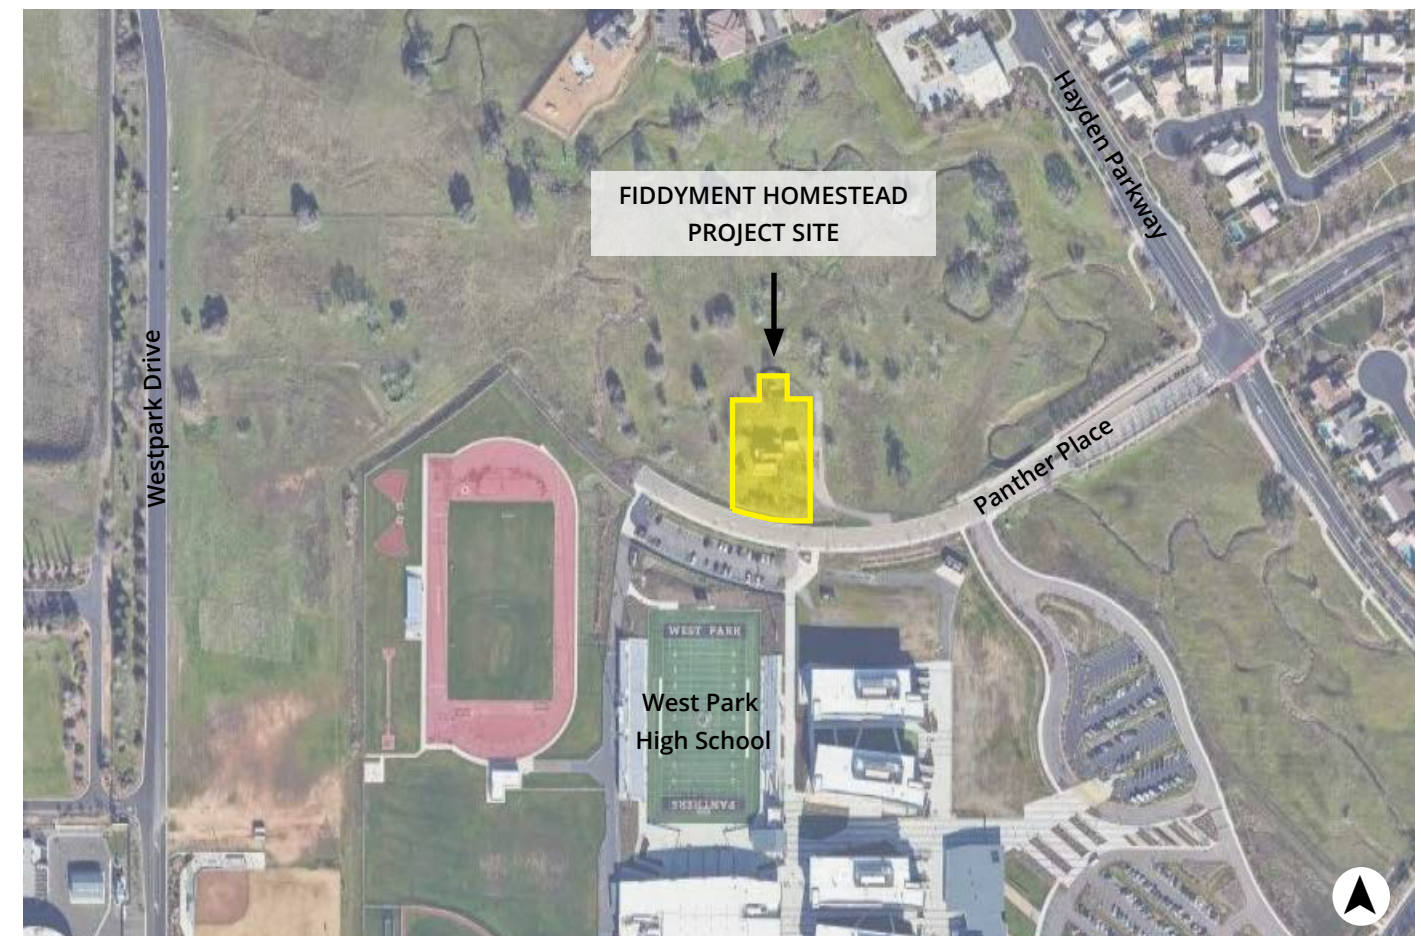 Hayden Parkway
FIDDYMENT HOMESTEAD
PROJECT SITE
Westpark Drive
Panther Place
WEST PARK
West Park
High School
PANTHERS